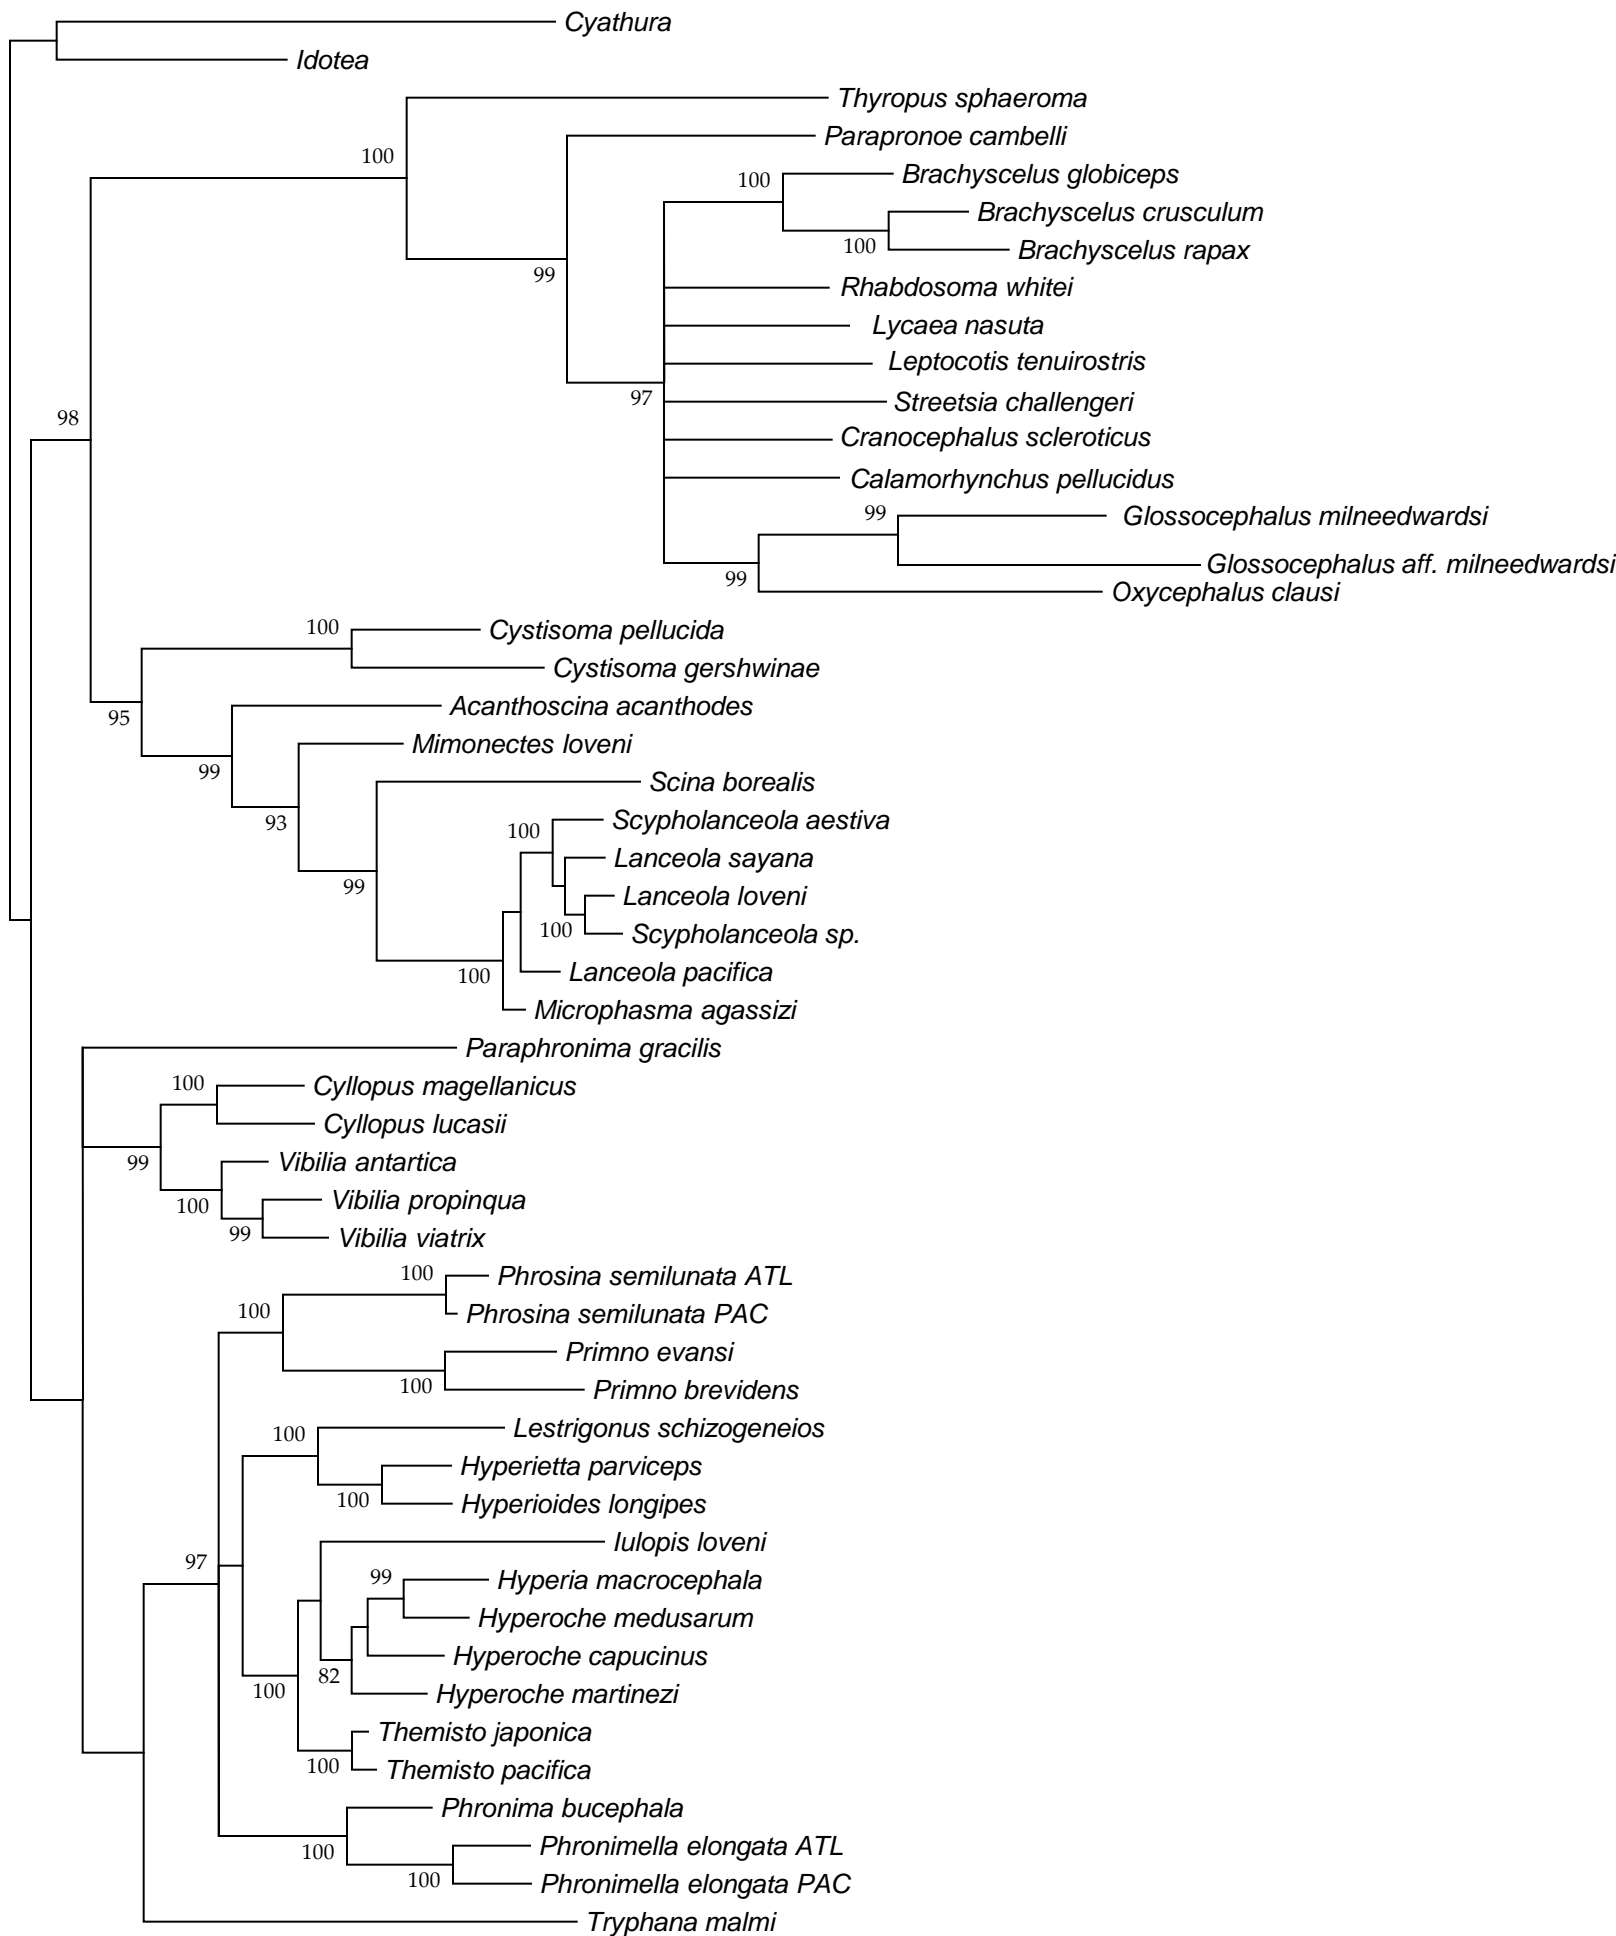 Cyathura
Idotea
Thyropus sphaeroma
Parapronoe cambelli
100
Brachyscelus globiceps
100
Brachyscelus crusculum
100
Brachyscelus rapax
99
Rhabdosoma whitei
Lycaea nasuta
Leptocotis tenuirostris
97
Streetsia challengeri
98
Cranocephalus scleroticus
Calamorhynchus pellucidus
99
Glossocephalus milneedwardsi
Glossocephalus aff. milneedwardsi
99
Oxycephalus clausi
100
Cystisoma pellucida
Cystisoma gershwinae
95
Acanthoscina acanthodes
Mimonectes loveni
99
Scina borealis
93
100
Scypholanceola aestiva
Lanceola sayana
99
Lanceola loveni
100
Scypholanceola sp.
100
Lanceola pacifica
Microphasma agassizi
Paraphronima gracilis
100
Cyllopus magellanicus
Cyllopus lucasii
99
Vibilia antartica
100
Vibilia propinqua
99
Vibilia viatrix
100
Phrosina semilunata ATL
100
Phrosina semilunata PAC
Primno evansi
100
Primno brevidens
100
Lestrigonus schizogeneios
Hyperietta parviceps
100
Hyperioides longipes
Iulopis loveni
97
99
Hyperia macrocephala
Hyperoche medusarum
Hyperoche capucinus
82
100
Hyperoche martinezi
Themisto japonica
100
Themisto pacifica
Phronima bucephala
100
Phronimella elongata ATL
100
Phronimella elongata PAC
Tryphana malmi